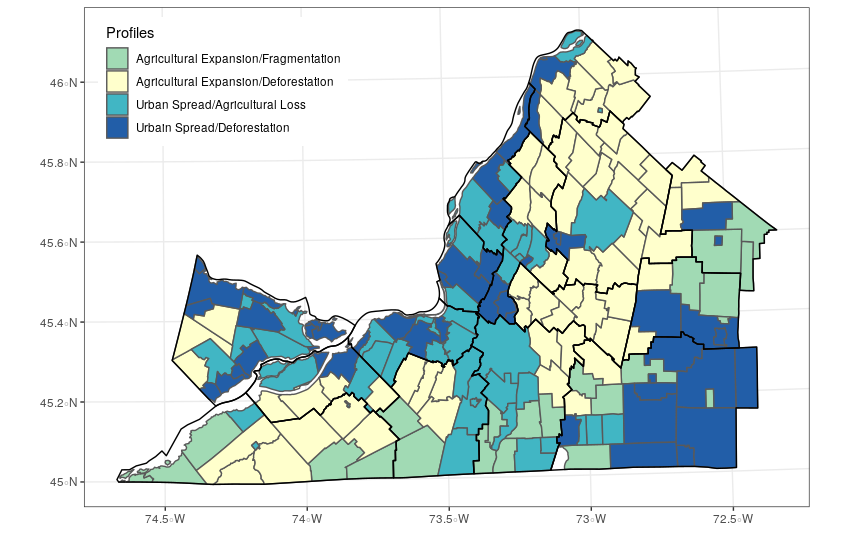 Profiles
Agricultural Expansion/Fragmentation
Agricultural Expansion/Deforestation
Urban Spread/Agricultural Loss
Urbain Spread/Deforestation
46°N
45.8°N
45.6°N
45.4°N
45.2°N
45°N
74.5°W
74°W
73.5°W
73°W
72.5°W